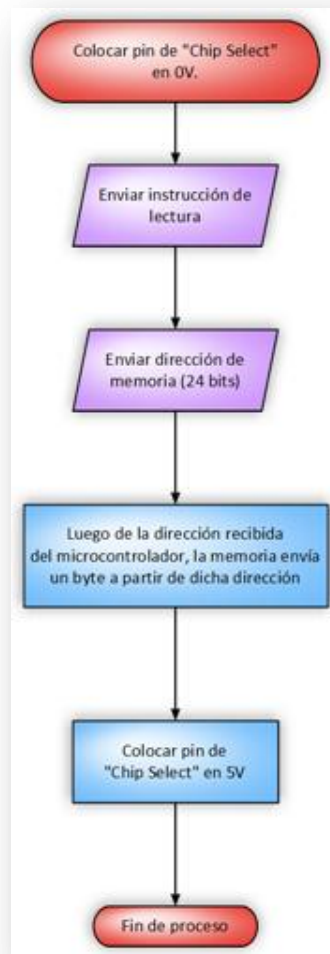 Colocar pin de "Chip Select"
en 0V.
Enviar instrucción de
lectura
Enviar dirección de
memoria (24 bits)
Luego de la dirección recibida
del microcontrolador, la memoria envía
un byte a partir de dicha dirección
Colocar pin de
"Chip Select" en 5V
Fin de proceso